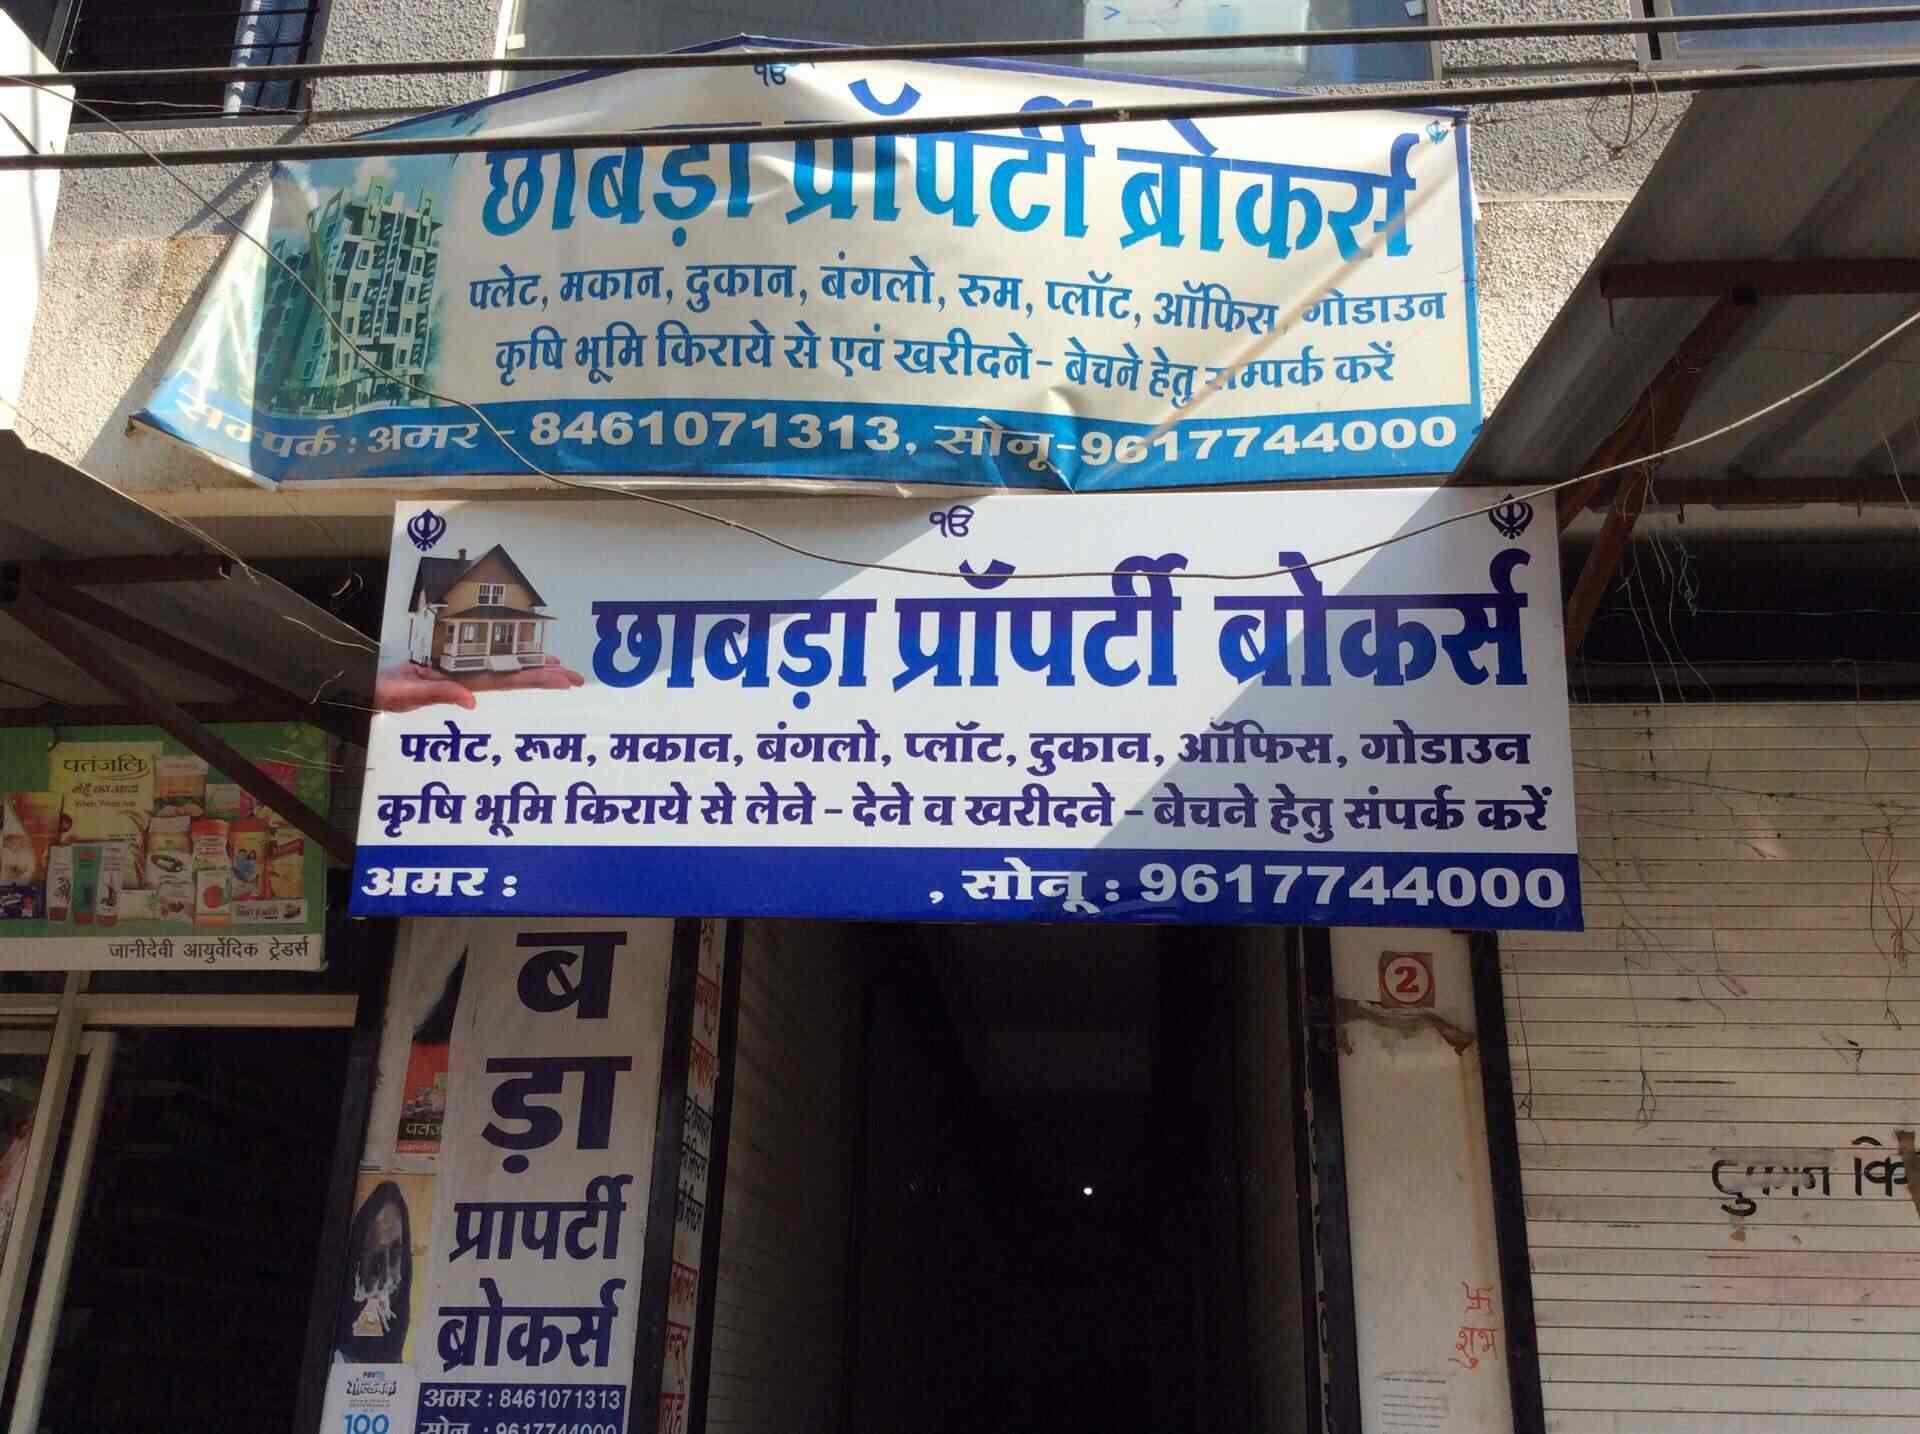 ੴ
छाबड़ा प्रॉपर्टी ब्रोकर्स
फ्लेट, मकान, दुकान, बंगलो, रुम, प्लॉट, ऑफिस, गोडाउन
कृषि भूमि किराये से एवं खरीदने - बेचने हेतु सम्पर्क करें
सम्पर्क : अमर - 8461071313, सोनू-9617744000
ੴ
छाबड़ा प्रॉपर्टी ब्रोकर्स
फ्लेट, रूम, मकान, बंगलो, प्लॉट, दुकान, ऑफिस, गोडाउन
कृषि भूमि किराये से लेने - देने व खरीदने - बेचने हेतु संपर्क करें
अमर : , सोनू : 9617744000
पतंजलि
जानीदेवी आयुर्वेदिक ट्रेडर्स
ब
ड़ा
प्रापर्टी
ब्रोकर्स
अमर : 8461071313
सोनू : 9617744000
100
2
दुकान कि
शुभ